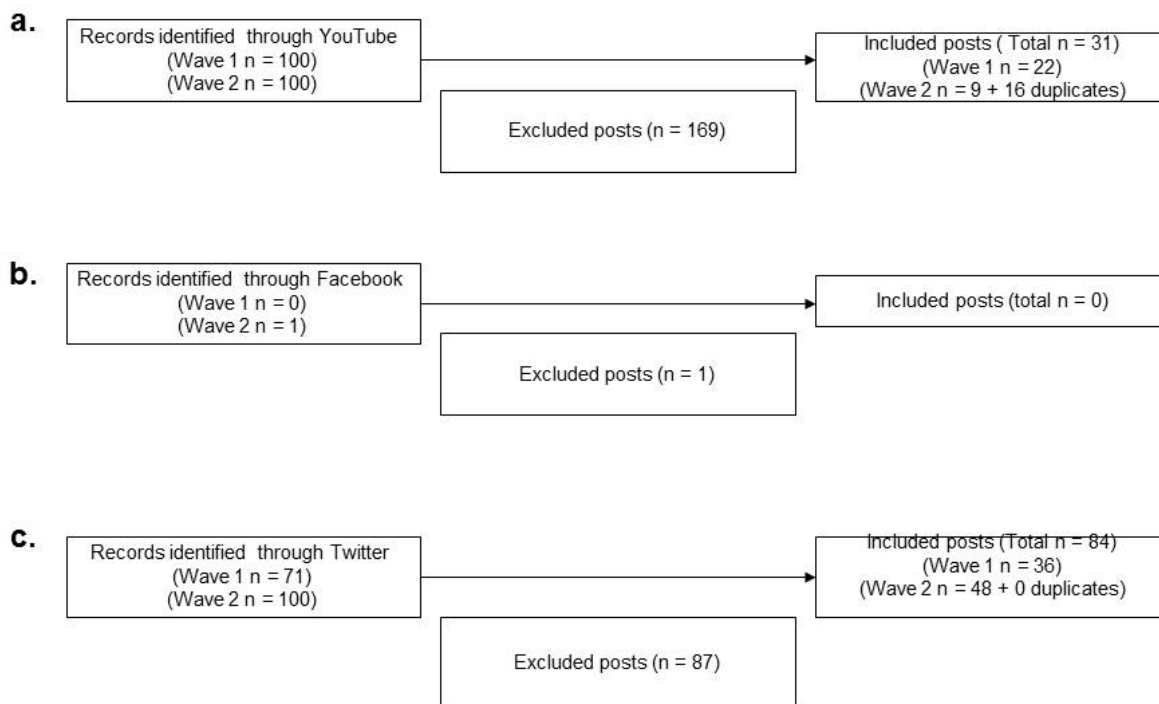 a.
Records identified through YouTube
(Wave 1 n = 100)
(Wave 2 n = 100)
Included posts ( Total n = 31)
(Wave 1 n = 22)
(Wave 2 n = 9 + 16 duplicates)
Excluded posts (n = 169)
b.
Records identified through Facebook
(Wave 1 n = 0)
(Wave 2 n = 1)
Included posts (total n = 0)
Excluded posts (n = 1)
c.
Records identified through Twitter
(Wave 1 n = 71)
(Wave 2 n = 100)
Included posts (Total n = 84)
(Wave 1 n = 36)
(Wave 2 n = 48 + 0 duplicates)
Excluded posts (n = 87)